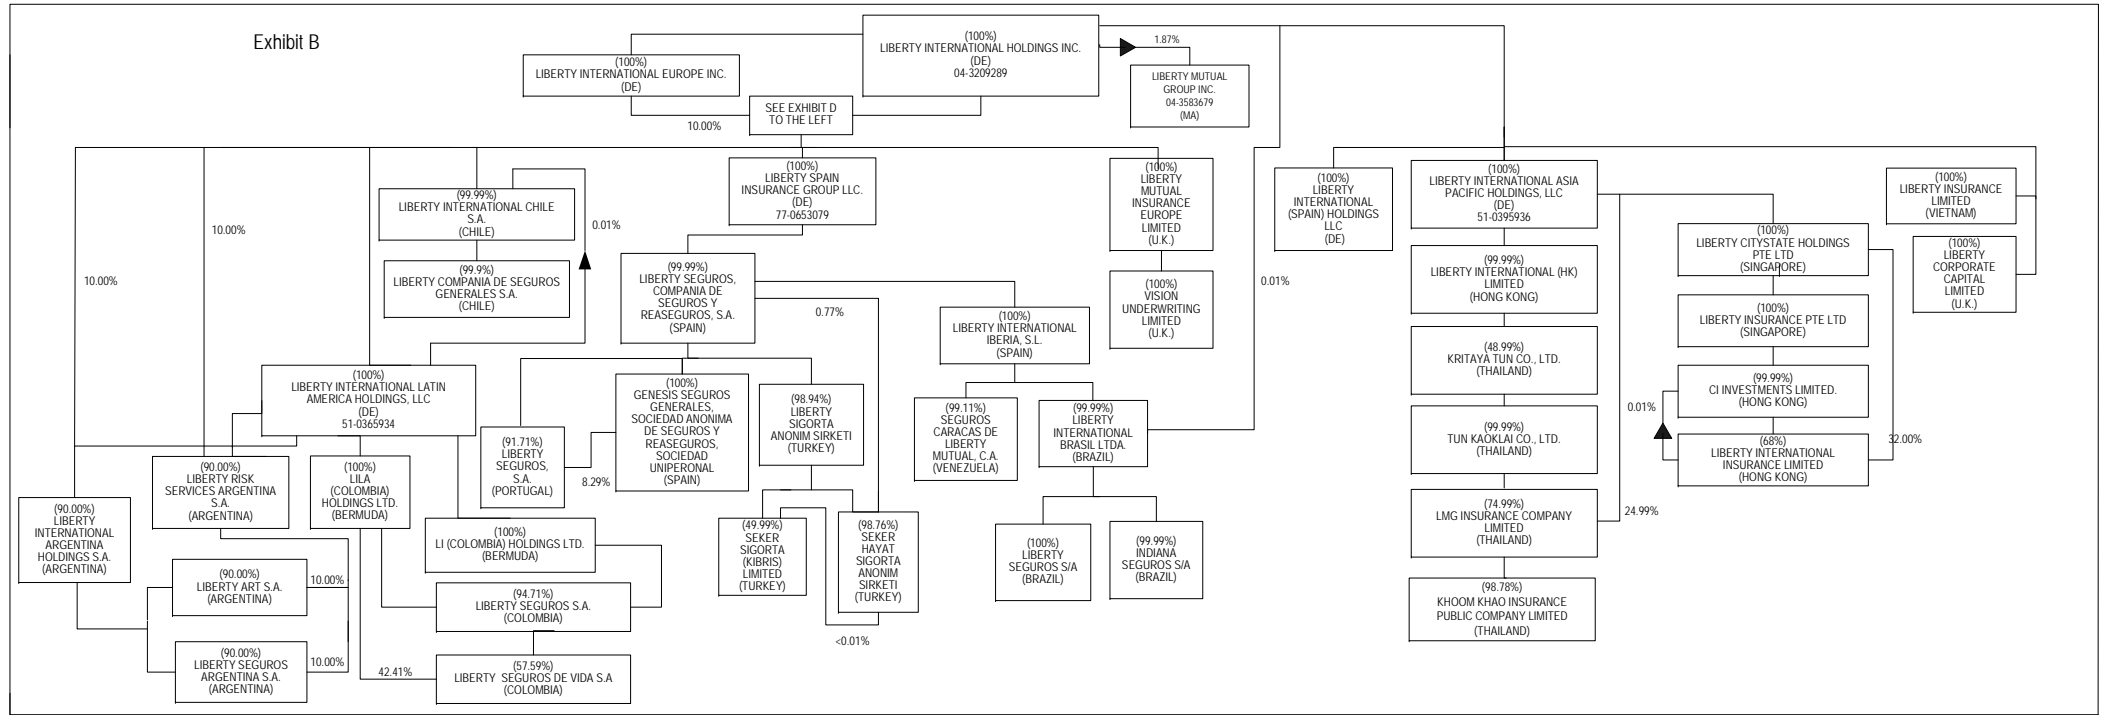 Exhibit B
(100%)
LIBERTY INTERNATIONAL HOLDINGS INC.
(DE)
04-3209289
(100%)
LIBERTY INTERNATIONAL EUROPE INC.
(DE)
1.87%
LIBERTY MUTUAL
GROUP INC.
04-3583679
(MA)
SEE EXHIBIT D
TO THE LEFT
10.00%
10.00%
10.00%
(99.99%)
LIBERTY INTERNATIONAL CHILE
S.A.
(CHILE)
0.01%
(99.9%)
LIBERTY COMPANIA DE SEGUROS
GENERALES S.A.
(CHILE)
(100%)
LIBERTY SPAIN
INSURANCE GROUP LLC.
(DE)
77-0653079
(100%)
LIBERTY
MUTUAL
INSURANCE
EUROPE
LIMITED
(U.K.)
(100%)
VISION
UNDERWRITING
LIMITED
(U.K.)
0.01%
(100%)
LIBERTY
INTERNATIONAL
(SPAIN) HOLDINGS
LLC
(DE)
(100%)
LIBERTY INTERNATIONAL ASIA
PACIFIC HOLDINGS, LLC
(DE)
51-0395936
(100%)
LIBERTY INSURANCE
LIMITED
(VIETNAM)
(100%)
LIBERTY
CORPORATE
CAPITAL
LIMITED
(U.K.)
(100%)
LIBERTY CITYSTATE HOLDINGS
PTE LTD
(SINGAPORE)
(99.99%)
LIBERTY INTERNATIONAL (HK)
LIMITED
(HONG KONG)
(100%)
LIBERTY INSURANCE PTE LTD
(SINGAPORE)
(48.99%)
KRITAYA TUN CO., LTD.
(THAILAND)
(99.99%)
CI INVESTMENTS LIMITED.
(HONG KONG)
0.01%
32.00%
(99.99%)
TUN KAOKLAI CO., LTD.
(THAILAND)
(68%)
LIBERTY INTERNATIONAL
INSURANCE LIMITED
(HONG KONG)
(74.99%)
LMG INSURANCE COMPANY
LIMITED
(THAILAND)
24.99%
(98.78%)
KHOOM KHAO INSURANCE
PUBLIC COMPANY LIMITED
(THAILAND)
(99.99%)
LIBERTY SEGUROS,
COMPANIA DE
SEGUROS Y
REASEGUROS, S.A.
(SPAIN)
0.77%
(100%)
LIBERTY INTERNATIONAL
IBERIA, S.L.
(SPAIN)
(100%)
LIBERTY INTERNATIONAL LATIN
AMERICA HOLDINGS, LLC
(DE)
51-0365934
(100%)
GENESIS SEGUROS
GENERALES,
SOCIEDAD ANONIMA
DE SEGUROS Y
REASEGUROS,
SOCIEDAD
UNIPERONAL
(SPAIN)
(98.94%)
LIBERTY
SIGORTA
ANONIM SIRKETI
(TURKEY)
(99.11%)
SEGUROS
CARACAS DE
LIBERTY
MUTUAL, C.A.
(VENEZUELA)
(99.99%)
LIBERTY
INTERNATIONAL
BRASIL LTDA.
(BRAZIL)
(91.71%)
LIBERTY
SEGUROS,
S.A.
(PORTUGAL)
8.29%
(90.00%)
LIBERTY RISK
SERVICES ARGENTINA
S.A.
(ARGENTINA)
(100%)
LILA
(COLOMBIA)
HOLDINGS LTD.
(BERMUDA)
(90.00%)
LIBERTY
INTERNATIONAL
ARGENTINA
HOLDINGS S.A.
(ARGENTINA)
(100%)
LI (COLOMBIA) HOLDINGS LTD.
(BERMUDA)
(49.99%)
SEKER
SIGORTA
(KIBRIS)
LIMITED
(TURKEY)
(98.76%)
SEKER
HAYAT
SIGORTA
ANONIM
SIRKETI
(TURKEY)
<0.01%
(100%)
LIBERTY
SEGUROS S/A
(BRAZIL)
(99.99%)
INDIANA
SEGUROS S/A
(BRAZIL)
(90.00%)
LIBERTY ART S.A.
(ARGENTINA)
10.00%
(94.71%)
LIBERTY SEGUROS S.A.
(COLOMBIA)
(90.00%)
LIBERTY SEGUROS
ARGENTINA S.A.
(ARGENTINA)
10.00%
42.41%
(57.59%)
LIBERTY SEGUROS DE VIDA S.A
(COLOMBIA)